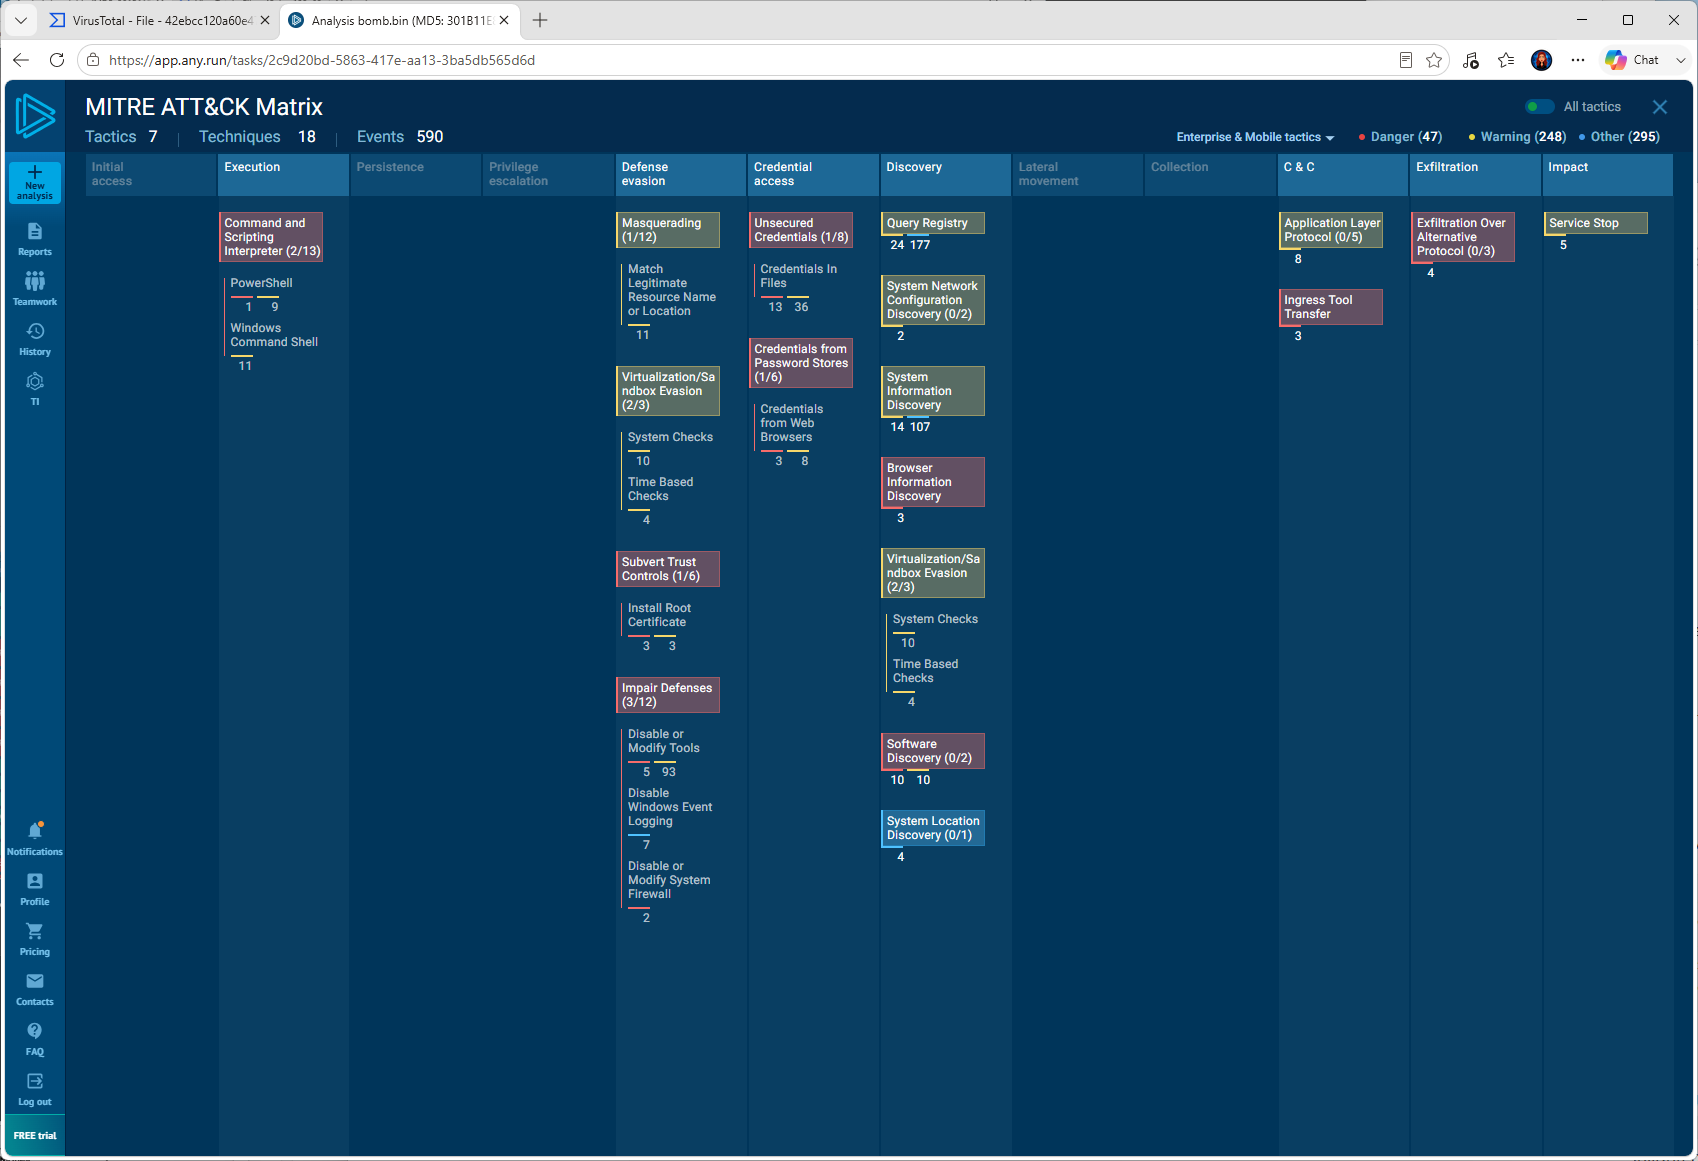 VirusTotal - File - 42ebcc120a60e4
Analysis bomb.bin (MD5: 301B11E
https://app.any.run/tasks/2c9d20bd-5863-417e-aa13-3ba5db565d6d
Chat
MITRE ATT&CK Matrix
All tactics
Tactics 7
Techniques 18
Events 590
Enterprise & Mobile tactics
Danger (47)
Warning (248)
Other (295)
New
analysis
Reports
Teamwork
History
TI
Notifications
Profile
Pricing
Contacts
FAQ
Log out
FREE trial
Initial
access
Execution
Command and
Scripting
Interpreter (2/13)
PowerShell
1 9
Windows
Command Shell
11
Persistence
Privilege
escalation
Defense
evasion
Masquerading
(1/12)
Match
Legitimate
Resource Name
or Location
11
Virtualization/Sa
ndbox Evasion
(2/3)
System Checks
10
Time Based
Checks
4
Subvert Trust
Controls (1/6)
Install Root
Certificate
3 3
Impair Defenses
(3/12)
Disable or
Modify Tools
5 93
Disable
Windows Event
Logging
7
Disable or
Modify System
Firewall
2
Credential
access
Unsecured
Credentials (1/8)
Credentials In
Files
13 36
Credentials from
Password Stores
(1/6)
Credentials
from Web
Browsers
3 8
Discovery
Query Registry
24 177
System Network
Configuration
Discovery (0/2)
2
System
Information
Discovery
14 107
Browser
Information
Discovery
3
Virtualization/Sa
ndbox Evasion
(2/3)
System Checks
10
Time Based
Checks
4
Software
Discovery (0/2)
10 10
System Location
Discovery (0/1)
4
Lateral
movement
Collection
C & C
Application Layer
Protocol (0/5)
8
Ingress Tool
Transfer
3
Exfiltration
Exfiltration Over
Alternative
Protocol (0/3)
4
Impact
Service Stop
5